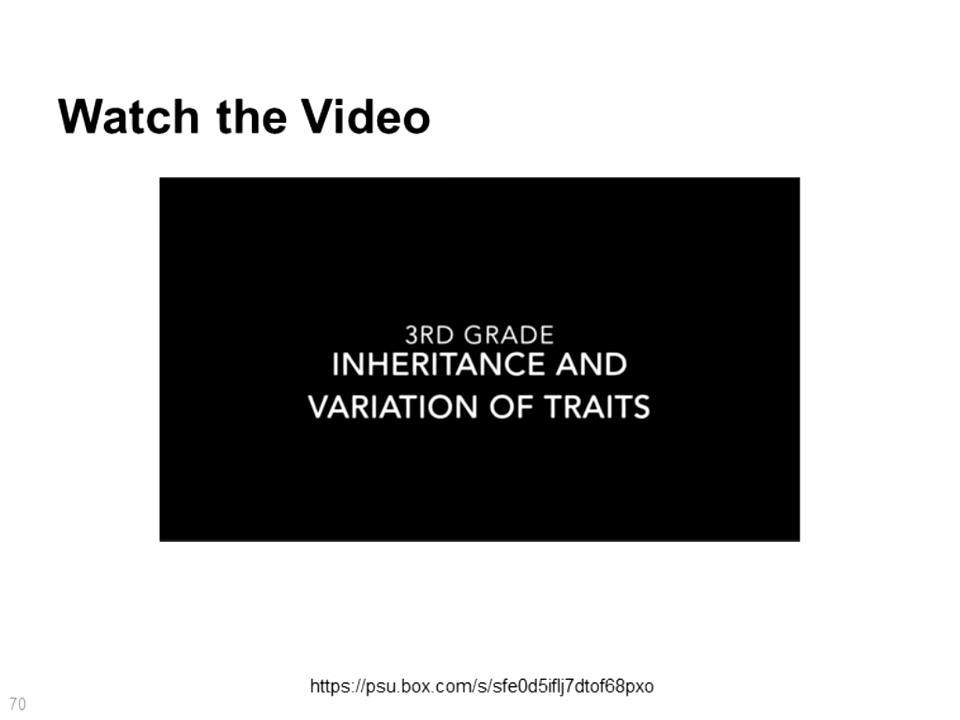 Watch the Video
3RD GRADE
INHERITANCE AND
VARIATION OF TRAITS
https://psu.box.com/s/sfe0d5iflj7dtof68pxo
70